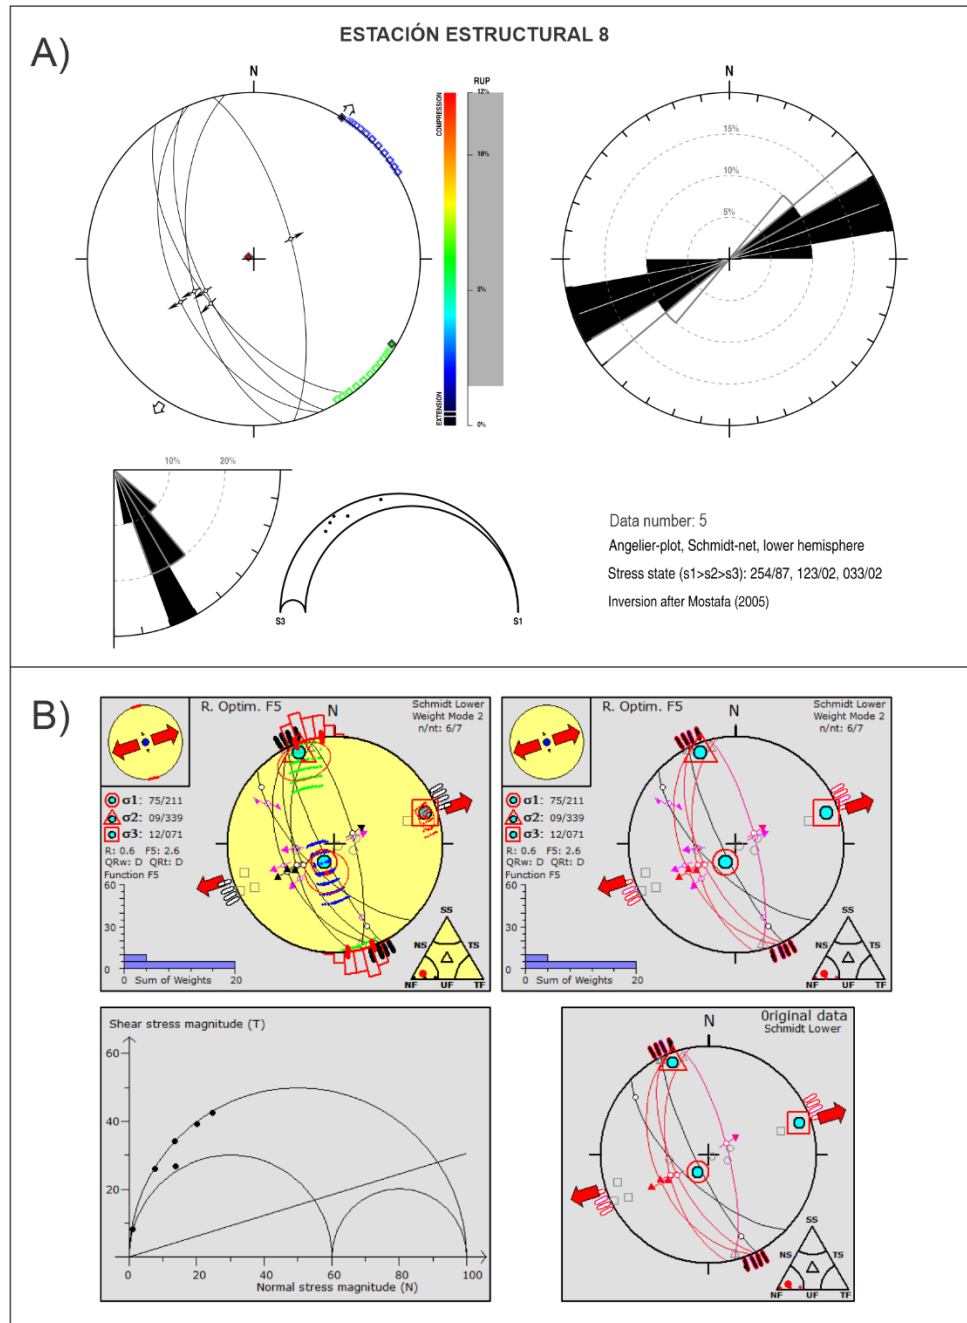 ESTACIÓN ESTRUCTURAL 8
A)
N
RUP
12%
COMPRESSION
10%
5%
EXTENSION
0%
N
15%
10%
5%
10%
20%
S3
S1
Data number: 5
Angelier-plot, Schmidt-net, lower hemisphere
Stress state (s1>s2>s3): 254/87, 123/02, 033/02
Inversion after Mostafa (2005)
B)
R. Optim. F5
N
Schmidt Lower
Weight Mode 2
n/nt: 6/7
σ1: 75/211
σ2: 09/339
σ3: 12/071
R: 0.6 F5: 2.6
QRw: D QRt: D
Function F5
60
30
0
0 Sum of Weights 20
SS
NS TS
NF UF TF
R. Optim. F5
N
Schmidt Lower
Weight Mode 2
n/nt: 6/7
σ1: 75/211
σ2: 09/339
σ3: 12/071
R: 0.6 F5: 2.6
QRw: D QRt: D
Function F5
60
30
0
0 Sum of Weights 20
SS
NS TS
NF UF TF
Shear stress magnitude (T)
60
40
20
0 20 40 60 80 100
Normal stress magnitude (N)
Original data
Schmidt Lower
N
SS
NS TS
NF UF TF